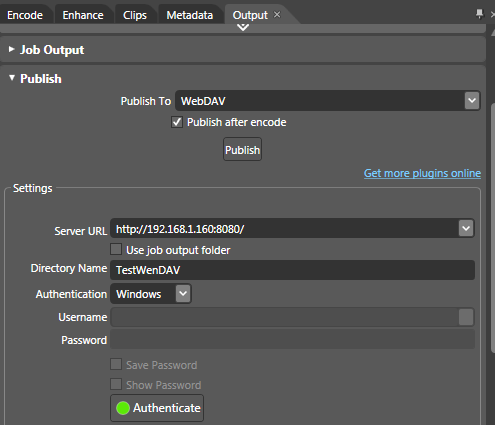 Encode Enhance Clips Metadata Output
Job Output
Publish
Publish To WebDAV
Publish after encode
Publish
Get more plugins online
Settings
Server URL http://192.168.1.160:8080/
Use job output folder
Directory Name TestWenDAV
Authentication Windows
Username
Password
Save Password
Show Password
Authenticate